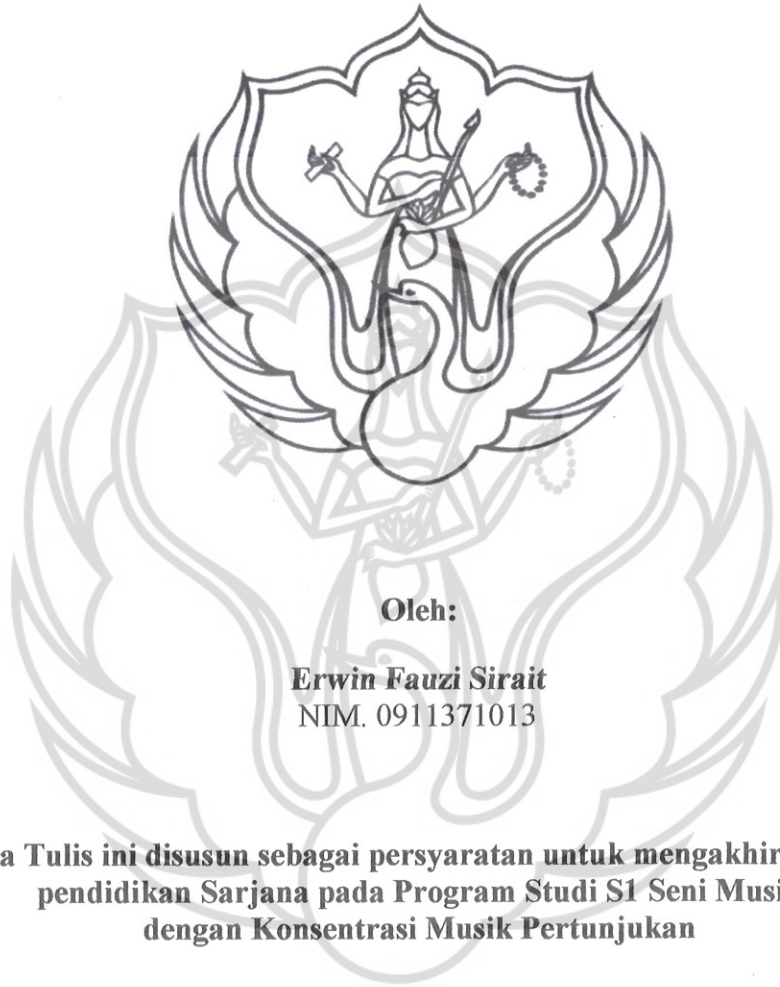 Oleh:
Erwin Fauzi Sirait
NIM. 0911371013
a Tulis ini disusun sebagai persyaratan untuk mengakhir
pendidikan Sarjana pada Program Studi S1 Seni Musi
dengan Konsentrasi Musik Pertunjukan